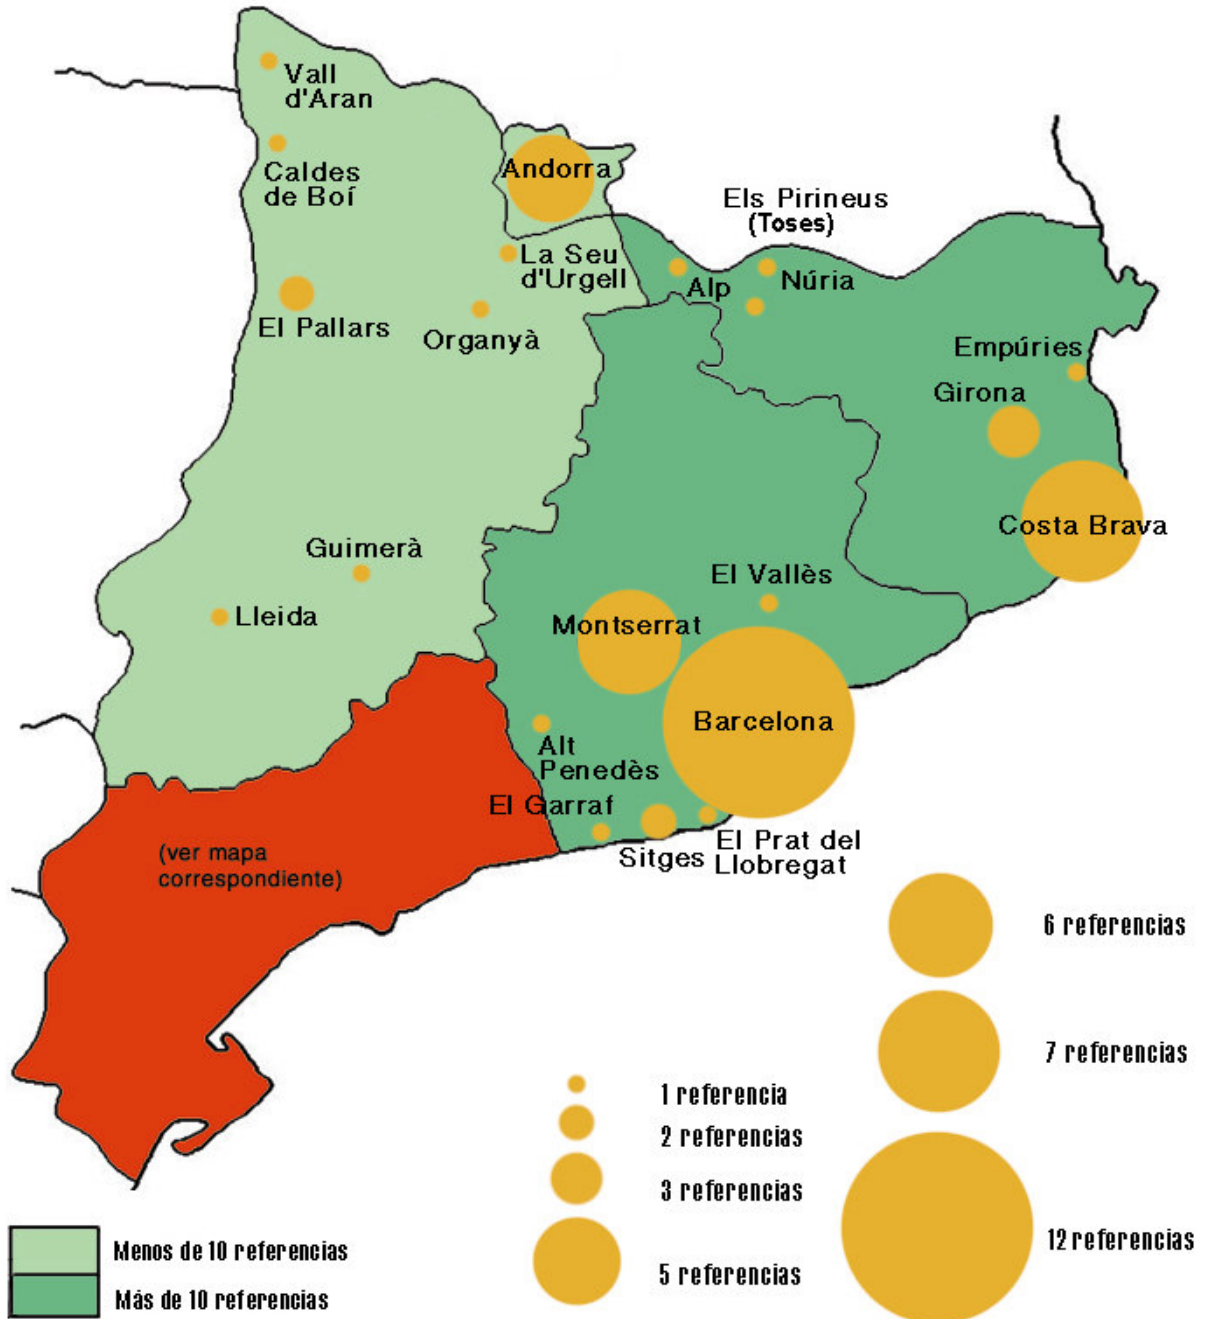 Vall
d'Aran
Caldes
de Boí
Andorra
Els Pirineus
(Toses)
La Seu
d'Urgell
Alp
Núria
El Pallars
Organyà
Empúries
Girona
Costa Brava
Guimerà
El Vallès
Lleida
Montserrat
Barcelona
Alt
Penedès
El Garraf
Sitges
El Prat del
Llobregat
(ver mapa
correspondiente)
6 referencias
7 referencias
1 referencia
2 referencias
3 referencias
5 referencias
12 referencias
Menos de 10 referencias
Más de 10 referencias